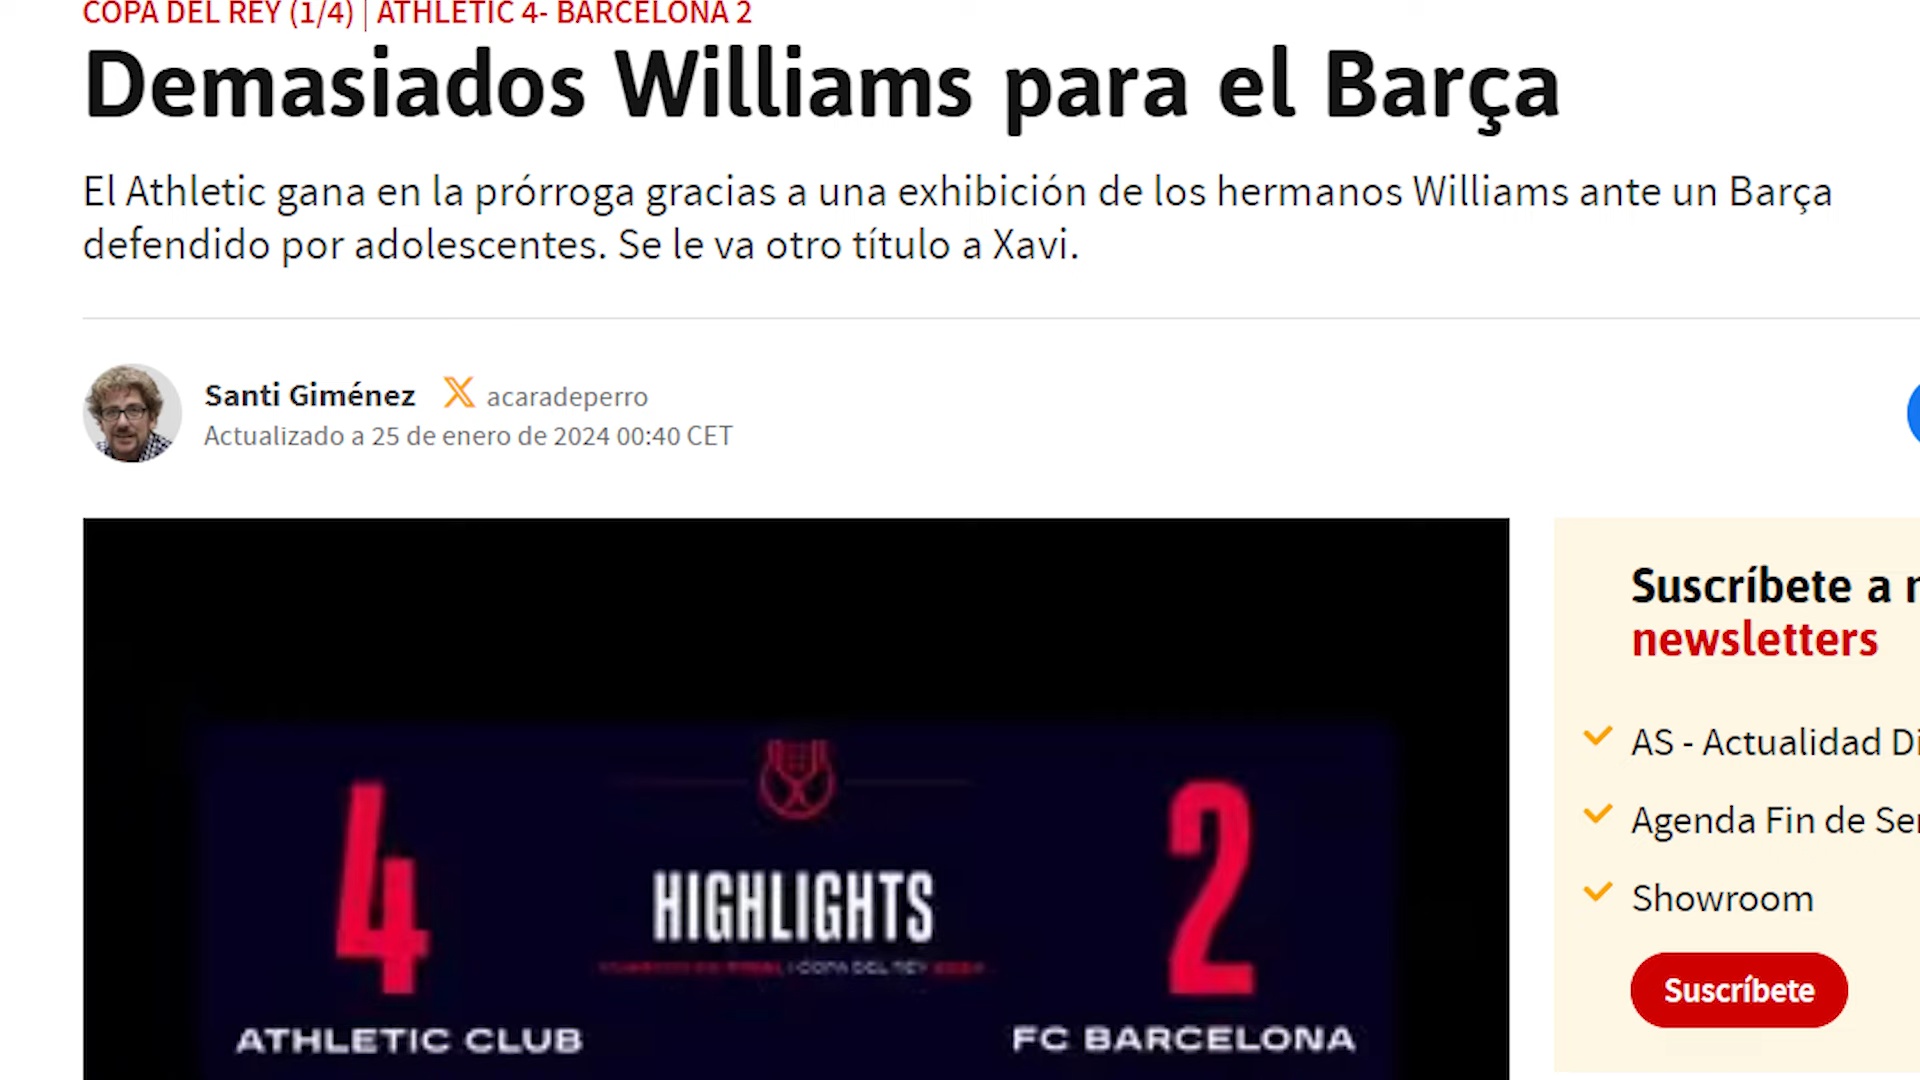 COPA DEL REY (1/4) | ATHLETIC 4- BARCELONA 2
Demasiados Williams para el Barça
El Athletic gana en la prórroga gracias a una exhibición de los hermanos Williams ante un Barça
defendido por adolescentes. Se le va otro título a Xavi.
Santi Giménez X acaradeperro
Actualizado a 25 de enero de 2024 00:40 CET
4 HIGHLIGHTS 2
COPA DEL REY
ATHLETIC CLUB FC BARCELONA
Suscríbete a
newsletters
AS - Actualidad
Agenda Fin de
Showroom
Suscríbete